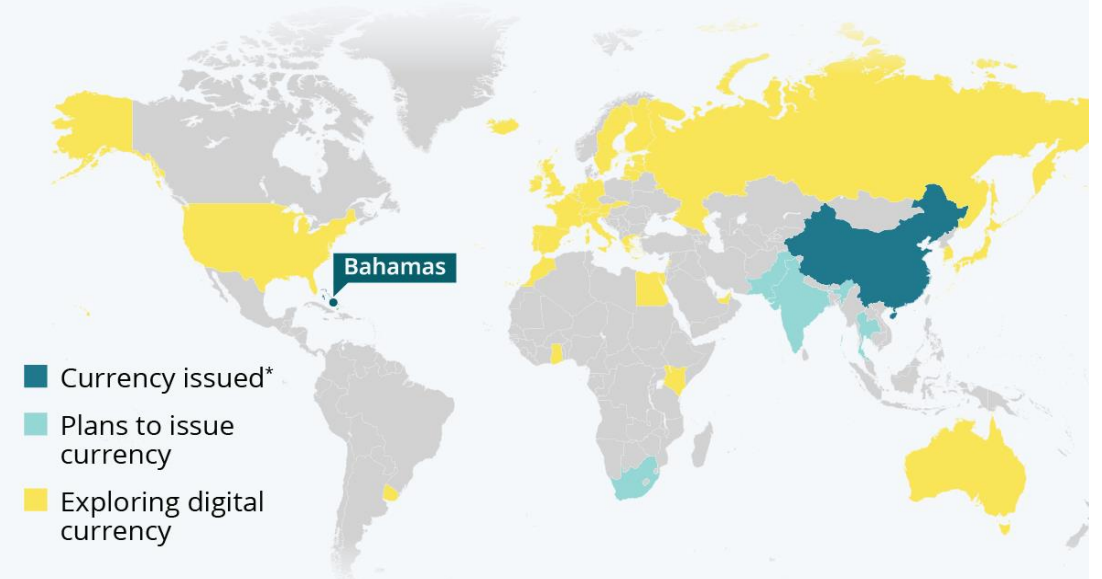 Bahamas
Currency issued*
Plans to issue
currency
Exploring digital
currency